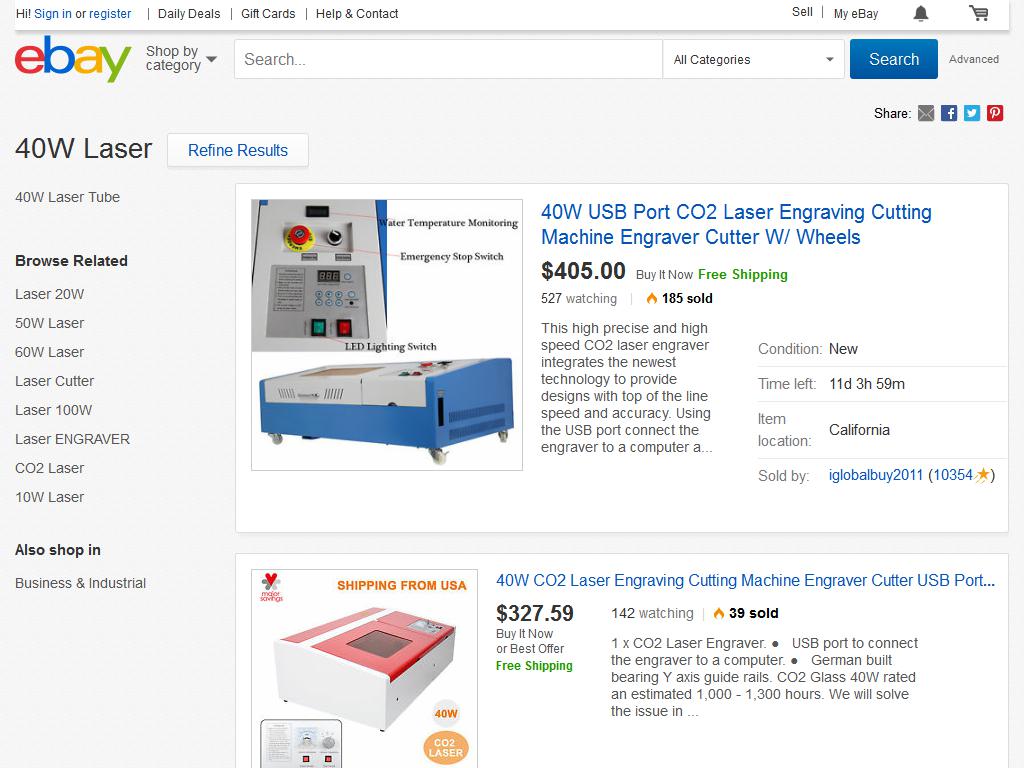 Hi! Sign in or register | Daily Deals | Gift Cards | Help & Contact
Sell | My eBay
ebay
Shop by
category
Search...
All Categories
Search
Advanced
Share:
40W Laser
Refine Results
40W Laser Tube
Browse Related
Laser 20W
50W Laser
60W Laser
Laser Cutter
Laser 100W
Laser ENGRAVER
CO2 Laser
10W Laser
Also shop in
Business & Industrial
Water Temperature Monitoring
Emergency Stop Switch
LED Lighting Switch
40W USB Port CO2 Laser Engraving Cutting
Machine Engraver Cutter W/ Wheels
$405.00 Buy It Now Free Shipping
527 watching | 185 sold
This high precise and high
speed CO2 laser engraver
integrates the newest
technology to provide
designs with top of the line
speed and accuracy. Using
the USB port connect the
engraver to a computer a...
Condition: New
Time left: 11d 3h 59m
Item
location:
California
Sold by: iglobalbuy2011 (10354)
major
savings
SHIPPING FROM USA
40W
CO2
LASER
40W CO2 Laser Engraving Cutting Machine Engraver Cutter USB Port...
$327.59
Buy It Now
or Best Offer
Free Shipping
142 watching | 39 sold
1 x CO2 Laser Engraver. ● USB port to connect
the engraver to a computer. ● German built
bearing Y axis guide rails. CO2 Glass 40W rated
an estimated 1,000 - 1,300 hours. We will solve
the issue in ...